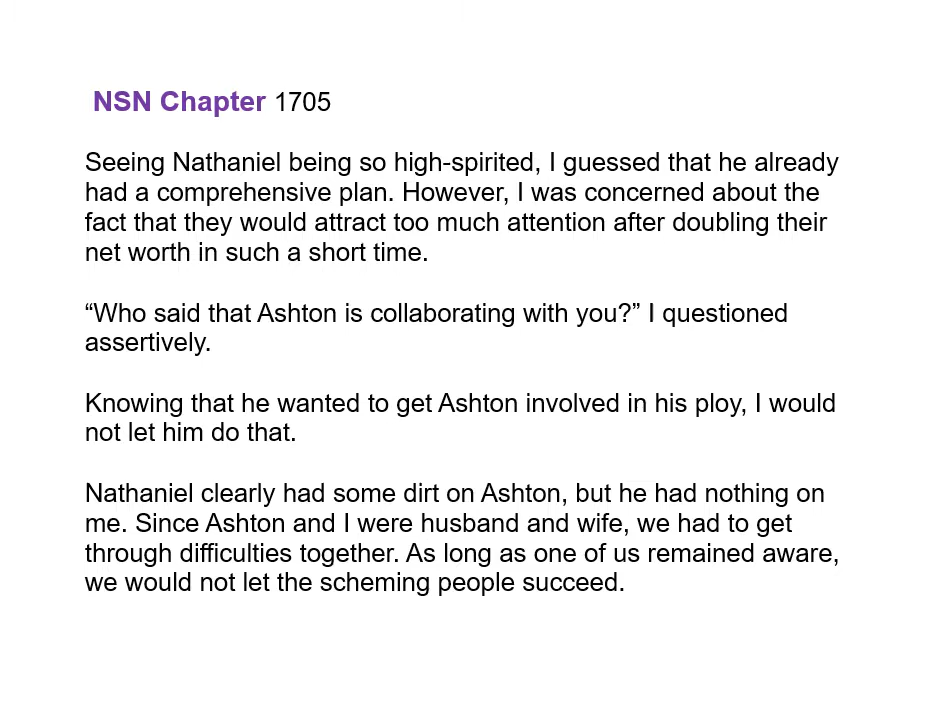 NSN Chapter 1705
Seeing Nathaniel being so high-spirited, I guessed that he already
had a comprehensive plan. However, I was concerned about the
fact that they would attract too much attention after doubling their
net worth in such a short time.
“Who said that Ashton is collaborating with you?” I questioned
assertively.
Knowing that he wanted to get Ashton involved in his ploy, I would
not let him do that.
Nathaniel clearly had some dirt on Ashton, but he had nothing on
me. Since Ashton and I were husband and wife, we had to get
through difficulties together. As long as one of us remained aware,
we would not let the scheming people succeed.